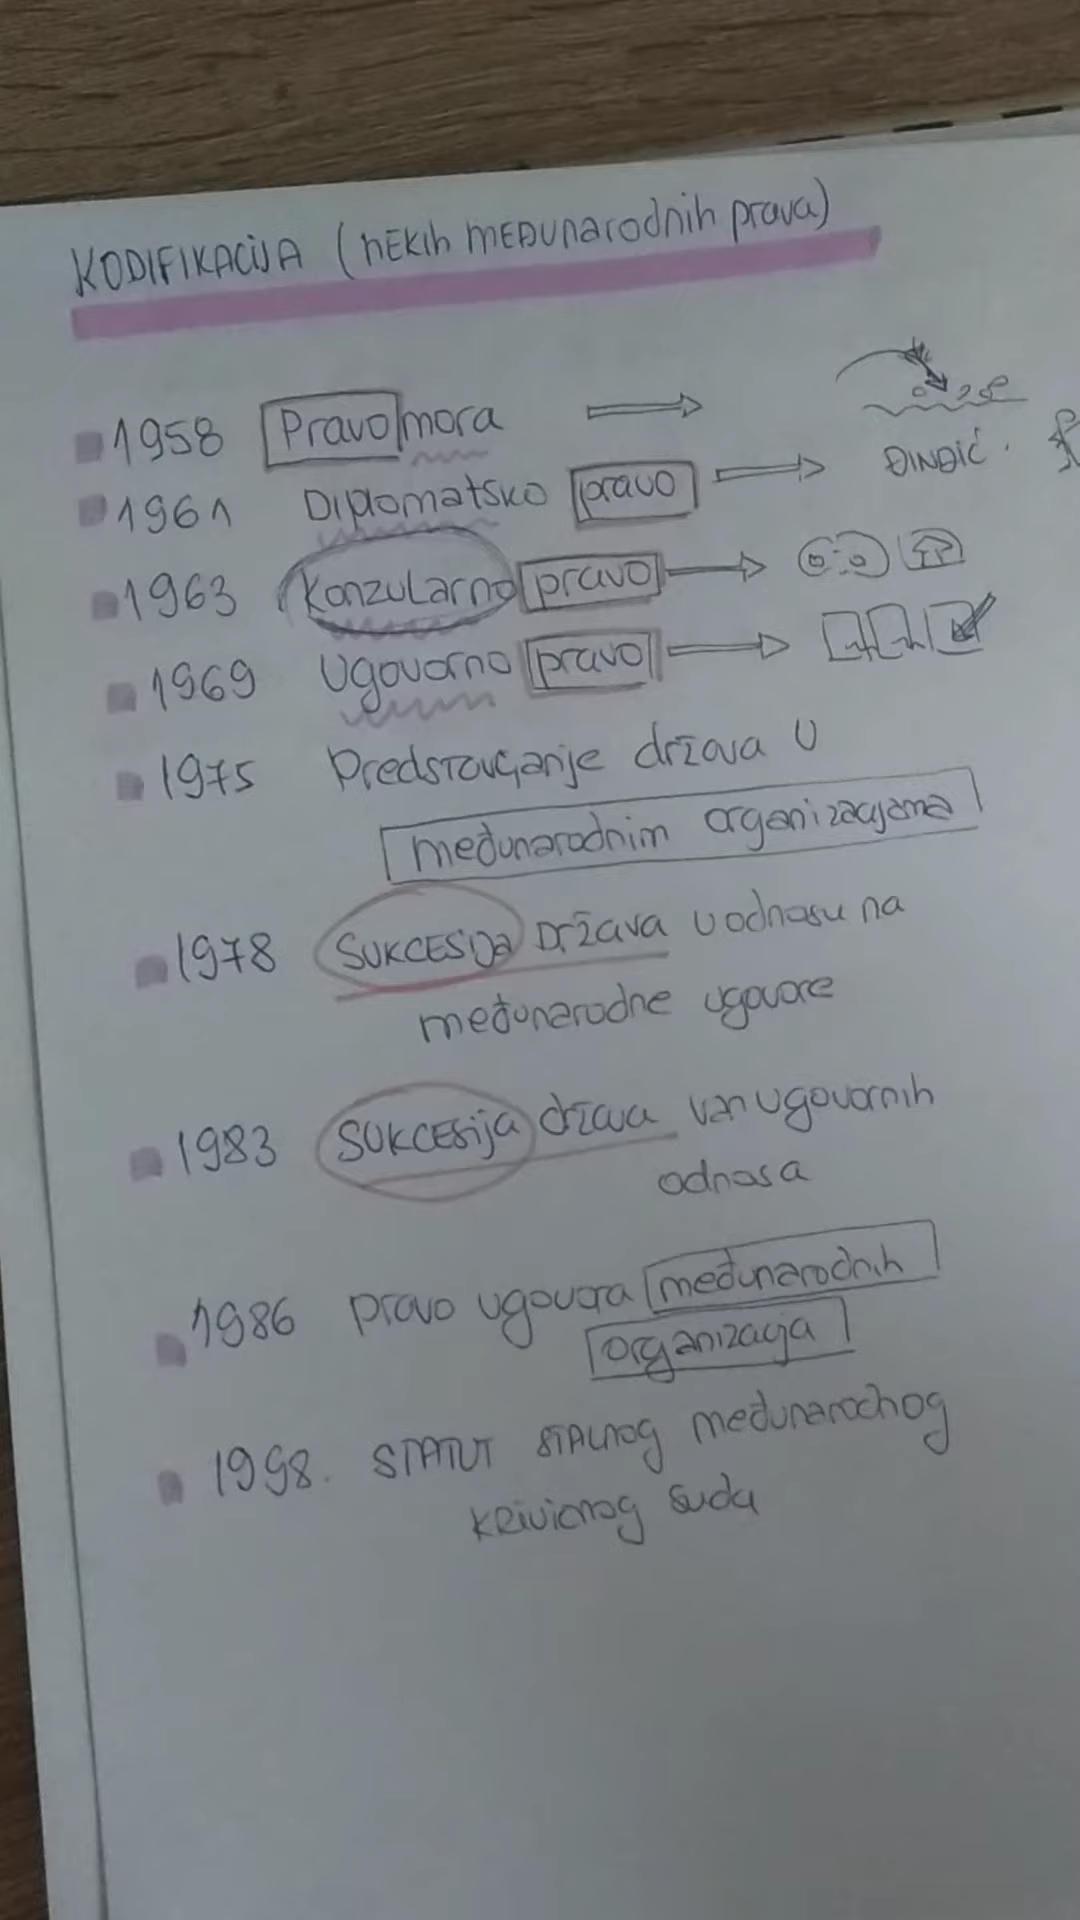 KODIFIKACIJA (nEKih MEĐUnarodnih prava)
1958 Pravo mora
1961 Diplomatsko pravo ĐINĐIĆ.
1963 Konzularno pravo
1969 Ugovorno pravo
1975 Predstavljanje država U
međunarodnim organizacijama
1978 SUKCESIJa Država u odnosu na
međunarodne ugovore
1983 SUKCESija država van ugovornih
odnosa
1986 pravo ugovora međunarodnih
organizacija
1998. STATUT STALnog međunarodnog
KRivičnog suda